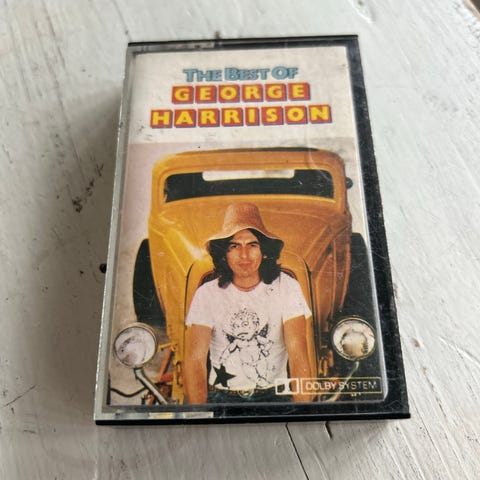 THE BEST OF
GEORGE
HARRISON
DOLBY SYSTEM